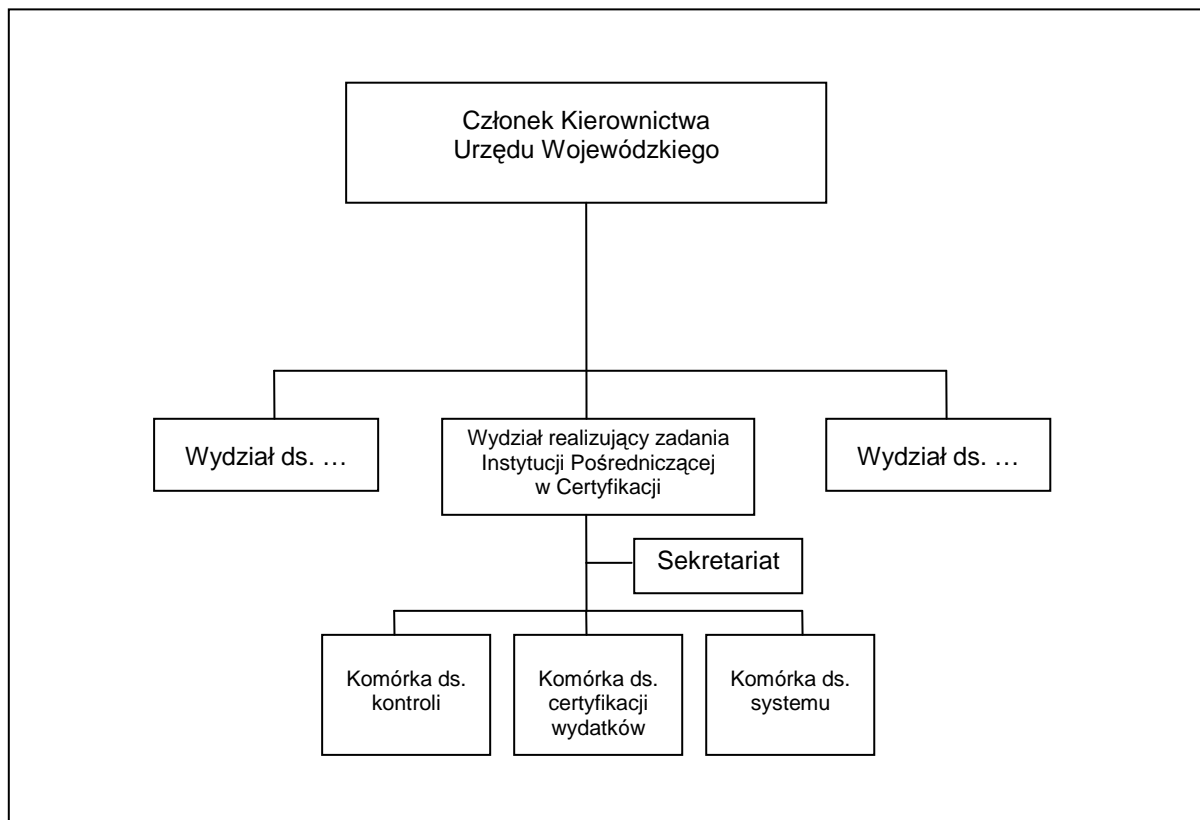 Członek Kierownictwa
Urzędu Wojewódzkiego
Wydział ds. …
Wydział realizujący zadania
Instytucji Pośredniczącej
w Certyfikacji
Wydział ds. …
Sekretariat
Komórka ds.
kontroli
Komórka ds.
certyfikacji
wydatków
Komórka ds.
systemu